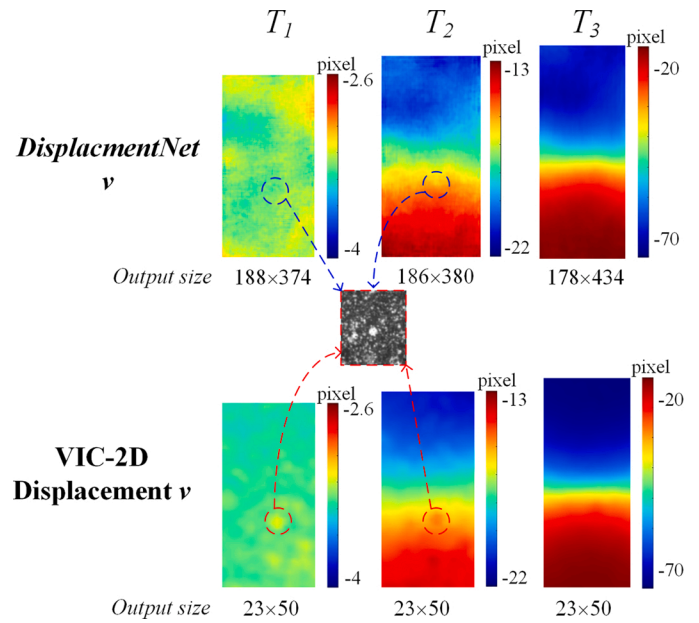 T1 T2 T3
pixel pixel pixel
-2.6 -13 -20
DisplacmentNet
v
-4 -22 -70
Output size 188×374 186×380 178×434
pixel pixel pixel
-2.6 -13 -20
VIC-2D
Displacement v
-4 -22 -70
Output size 23×50 23×50 23×50